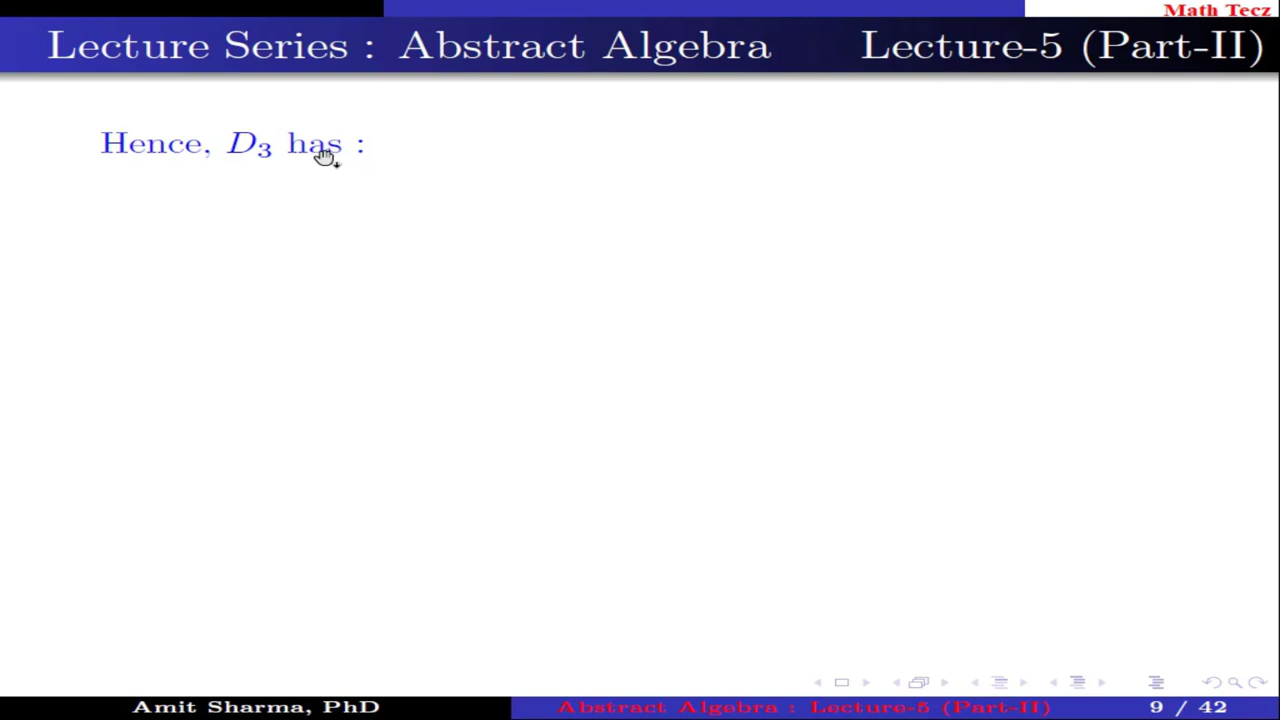 Math Tecz
Lecture Series : Abstract Algebra Lecture-5 (Part-II)
Hence, D₃ has :
Amit Sharma, PhD Abstract Algebra : Lecture-5 (Part-II) 9 / 42